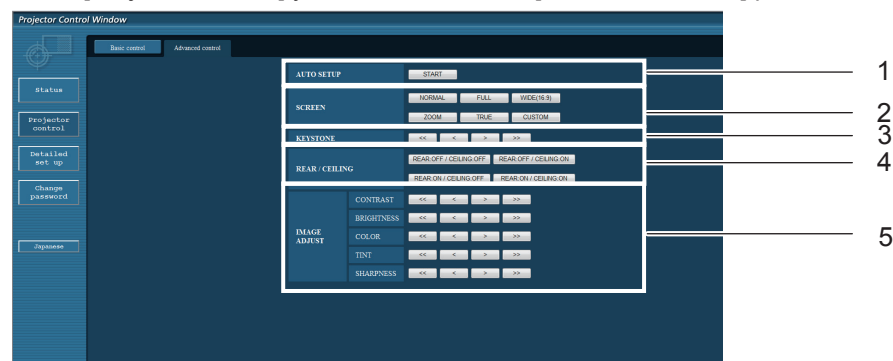 Projector Control Window
Basic control Advanced control
Status
Projector control
Detailed set up
Change password
Japanese
AUTO SETUP START 1
SCREEN NORMAL FULL WIDE(16:9)
ZOOM TRUE CUSTOM 2
KEYSTONE << < > >> 3
REAR / CEILING REAR:OFF / CEILING:OFF REAR:OFF / CEILING:ON
REAR:ON / CEILING:OFF REAR:ON / CEILING:ON 4
IMAGE ADJUST
CONTRAST << < > >>
BRIGHTNESS << < > >>
COLOR << < > >> 5
TINT << < > >>
SHARPNESS << < > >>